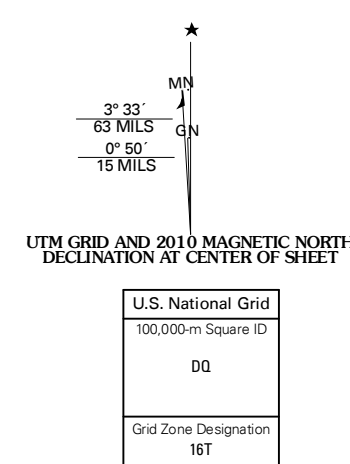 ★
MN
3° 33´
63 MILS
GN
0° 50´
15 MILS
UTM GRID AND 2010 MAGNETIC NORTH
DECLINATION AT CENTER OF SHEET
U.S. National Grid
100,000-m Square ID
DQ
Grid Zone Designation
16T